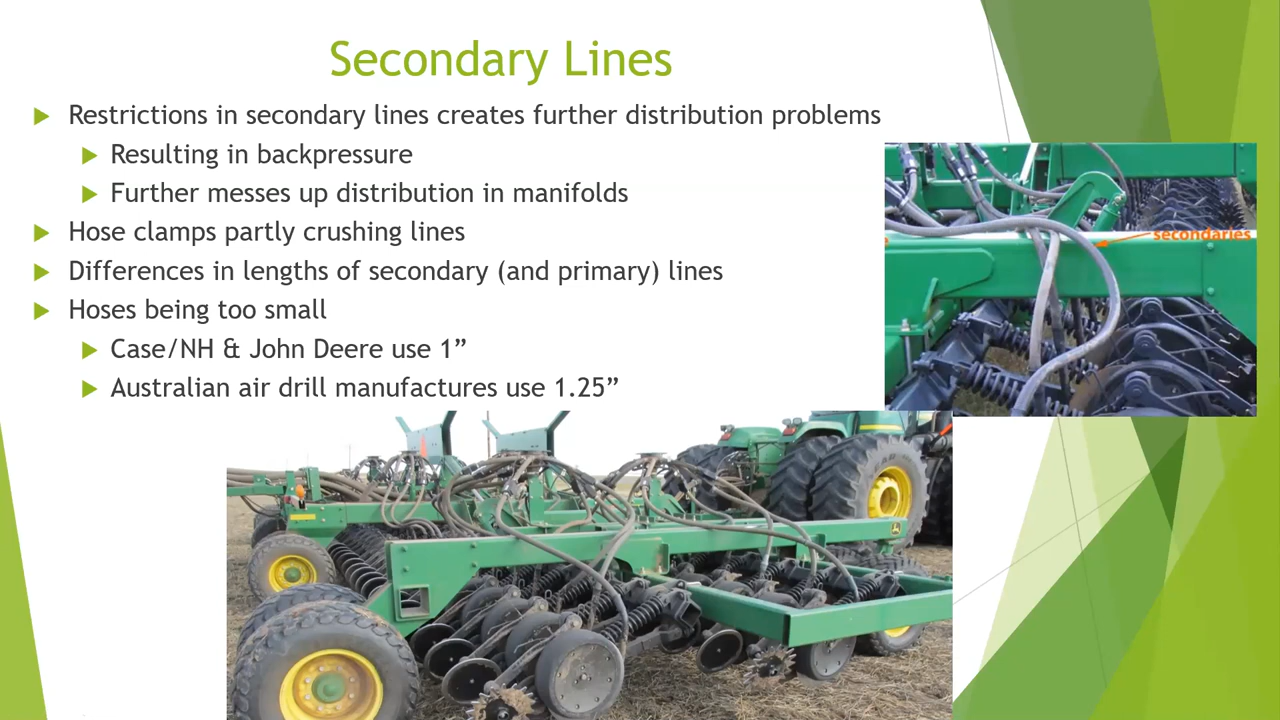 Secondary Lines
Restrictions in secondary lines creates further distribution problems
Resulting in backpressure
Further messes up distribution in manifolds
Hose clamps partly crushing lines
Differences in lengths of secondary (and primary) lines
Hoses being too small
Case/NH & John Deere use 1”
Australian air drill manufactures use 1.25”
secondaries